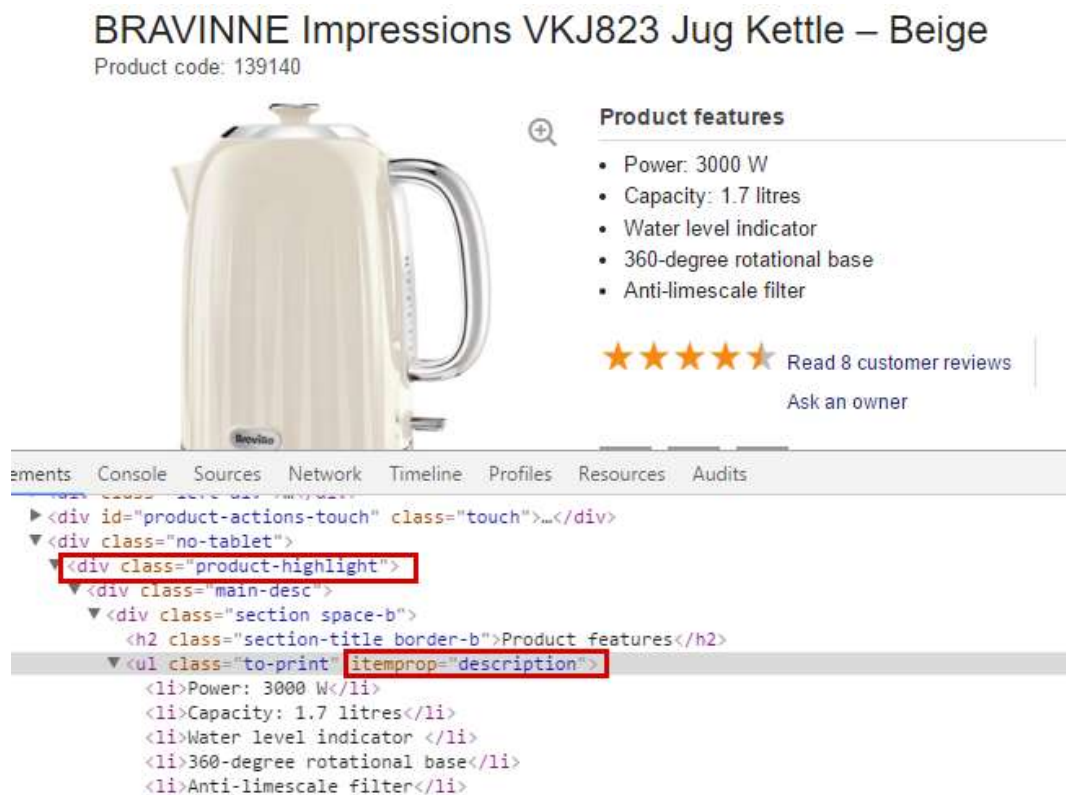 BRAVINNE Impressions VKJ823 Jug Kettle – Beige
Product code: 139140
Product features
• Power: 3000 W
• Capacity: 1.7 litres
• Water level indicator
• 360-degree rotational base
• Anti-limescale filter
Read 8 customer reviews
Ask an owner
Breville
ements Console Sources Network Timeline Profiles Resources Audits
▶<div id="product-actions-touch" class="touch">…</div>
▼<div class="no-tablet">
▼<div class="product-highlight">
▼<div class="main-desc">
▼<div class="section space-b">
<h2 class="section-title border-b">Product features</h2>
▼<ul class="to-print" itemprop="description">
<li>Power: 3000 W</li>
<li>Capacity: 1.7 litres</li>
<li>Water level indicator </li>
<li>360-degree rotational base</li>
<li>Anti-limescale filter</li>